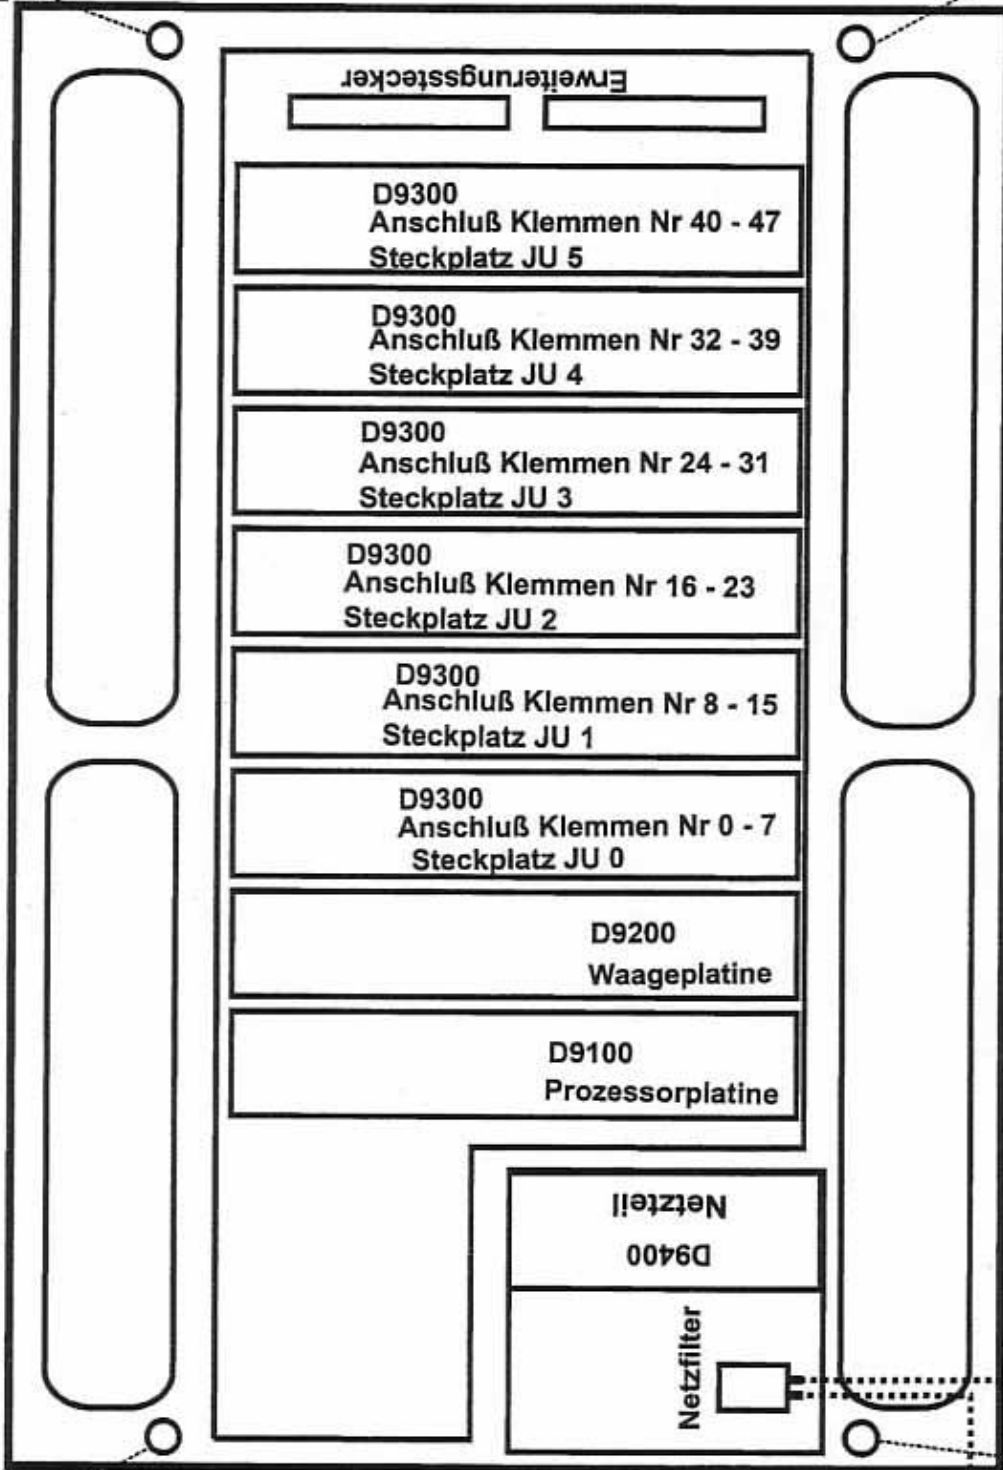 Erweiterungsstecker
D9300
Anschluß Klemmen Nr 40 - 47
Steckplatz JU 5
D9300
Anschluß Klemmen Nr 32 - 39
Steckplatz JU 4
D9300
Anschluß Klemmen Nr 24 - 31
Steckplatz JU 3
D9300
Anschluß Klemmen Nr 16 - 23
Steckplatz JU 2
D9300
Anschluß Klemmen Nr 8 - 15
Steckplatz JU 1
D9300
Anschluß Klemmen Nr 0 - 7
Steckplatz JU 0
D9200
Waageplatine
D9100
Prozessorplatine
D9400
Netzteil
Netzfilter